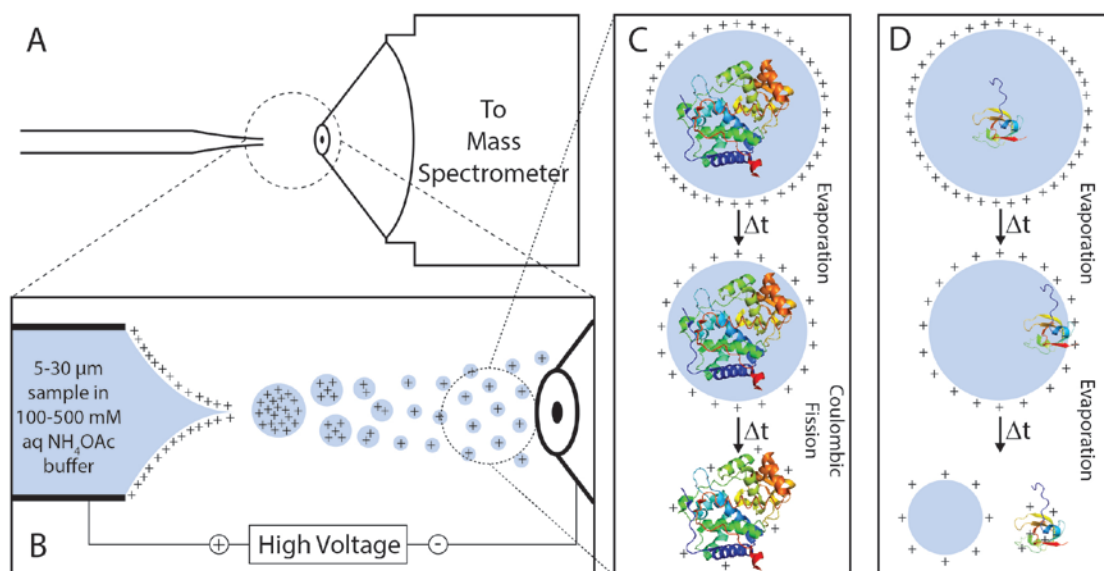 A
To
Mass
Spectrometer
B
5-30 µm
sample in
100-500 mM
aq NH₄OAc
buffer
+ High Voltage -
C
Δt
Evaporation
Δt
Coulombic
Fission
D
Δt
Evaporation
Δt
Evaporation